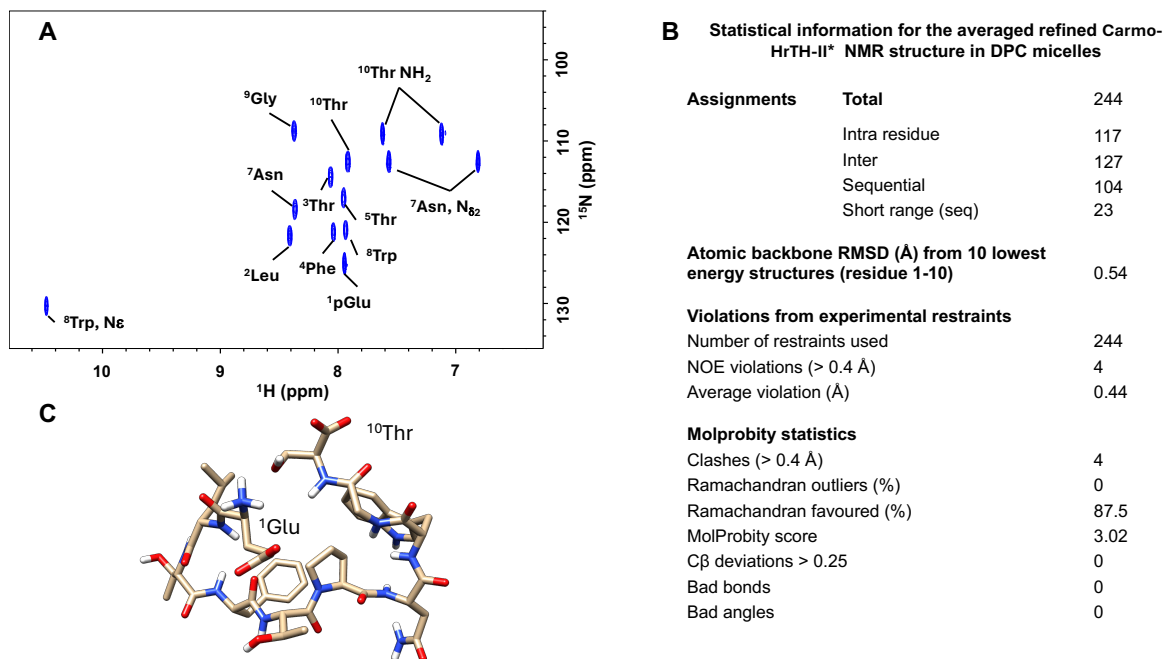 A
¹⁰Thr NH₂
⁹Gly
¹⁰Thr
⁷Asn
³Thr
⁵Thr
⁷Asn, Nδ₂
²Leu
⁴Phe
⁸Trp
¹pGlu
⁸Trp, Nε
100
110
120
130
¹⁵N (ppm)
10
9
8
7
¹H (ppm)
B
Statistical information for the averaged refined Carmo-
HrTH-II* NMR structure in DPC micelles
Assignments Total 244
Intra residue 117
Inter 127
Sequential 104
Short range (seq) 23
Atomic backbone RMSD (Å) from 10 lowest
energy structures (residue 1-10) 0.54
Violations from experimental restraints
Number of restraints used 244
NOE violations (> 0.4 Å) 4
Average violation (Å) 0.44
Molprobity statistics
Clashes (> 0.4 Å) 4
Ramachandran outliers (%) 0
Ramachandran favoured (%) 87.5
MolProbity score 3.02
Cβ deviations > 0.25 0
Bad bonds 0
Bad angles 0
C
¹⁰Thr
¹Glu